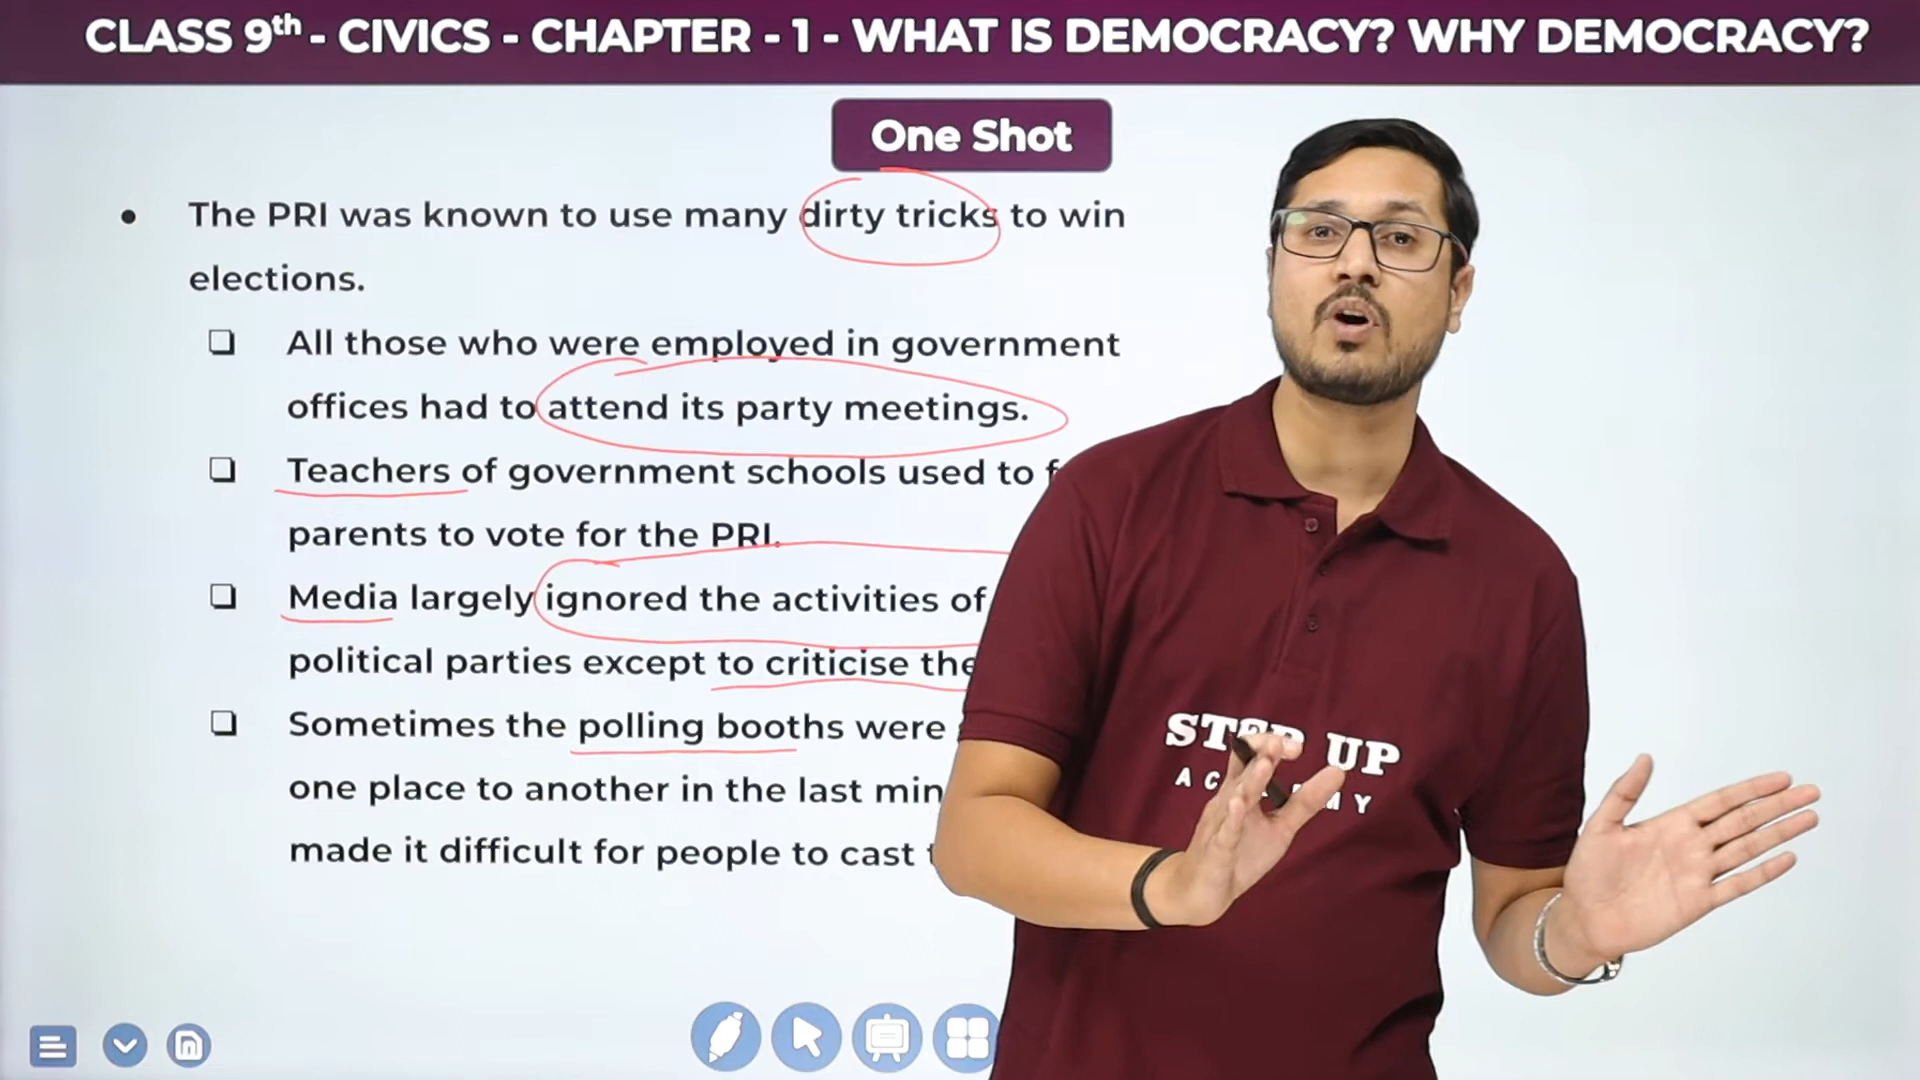 CLASS 9th - CIVICS - CHAPTER - 1 - WHAT IS DEMOCRACY? WHY DEMOCRACY?
One Shot
The PRI was known to use many dirty tricks to win
elections.
All those who were employed in government
offices had to attend its party meetings.
Teachers of government schools used to
parents to vote for the PRI.
Media largely ignored the activities of
political parties except to criticise the
Sometimes the polling booths were
one place to another in the last min
made it difficult for people to cast
STEP UP